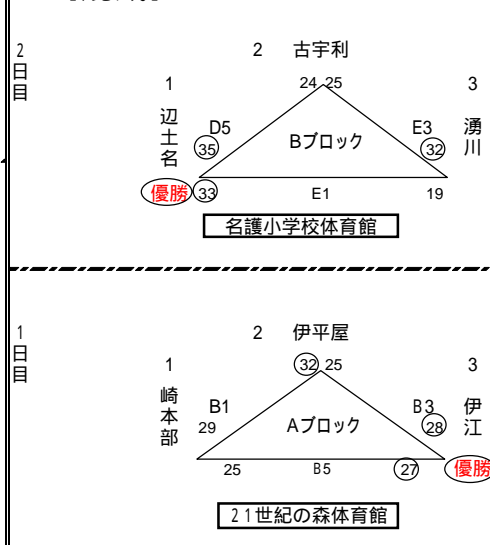 2日目
2 古宇利
24 25
1
3
辺土名
湧川
D5
E3
35
32
Bブロック
優勝
33
E1
19
名護小学校体育館
1日目
2 伊平屋
32 25
1
3
崎本部
伊江
B1
B3
29
28
Aブロック
25
B5
27
優勝
21世紀の森体育館